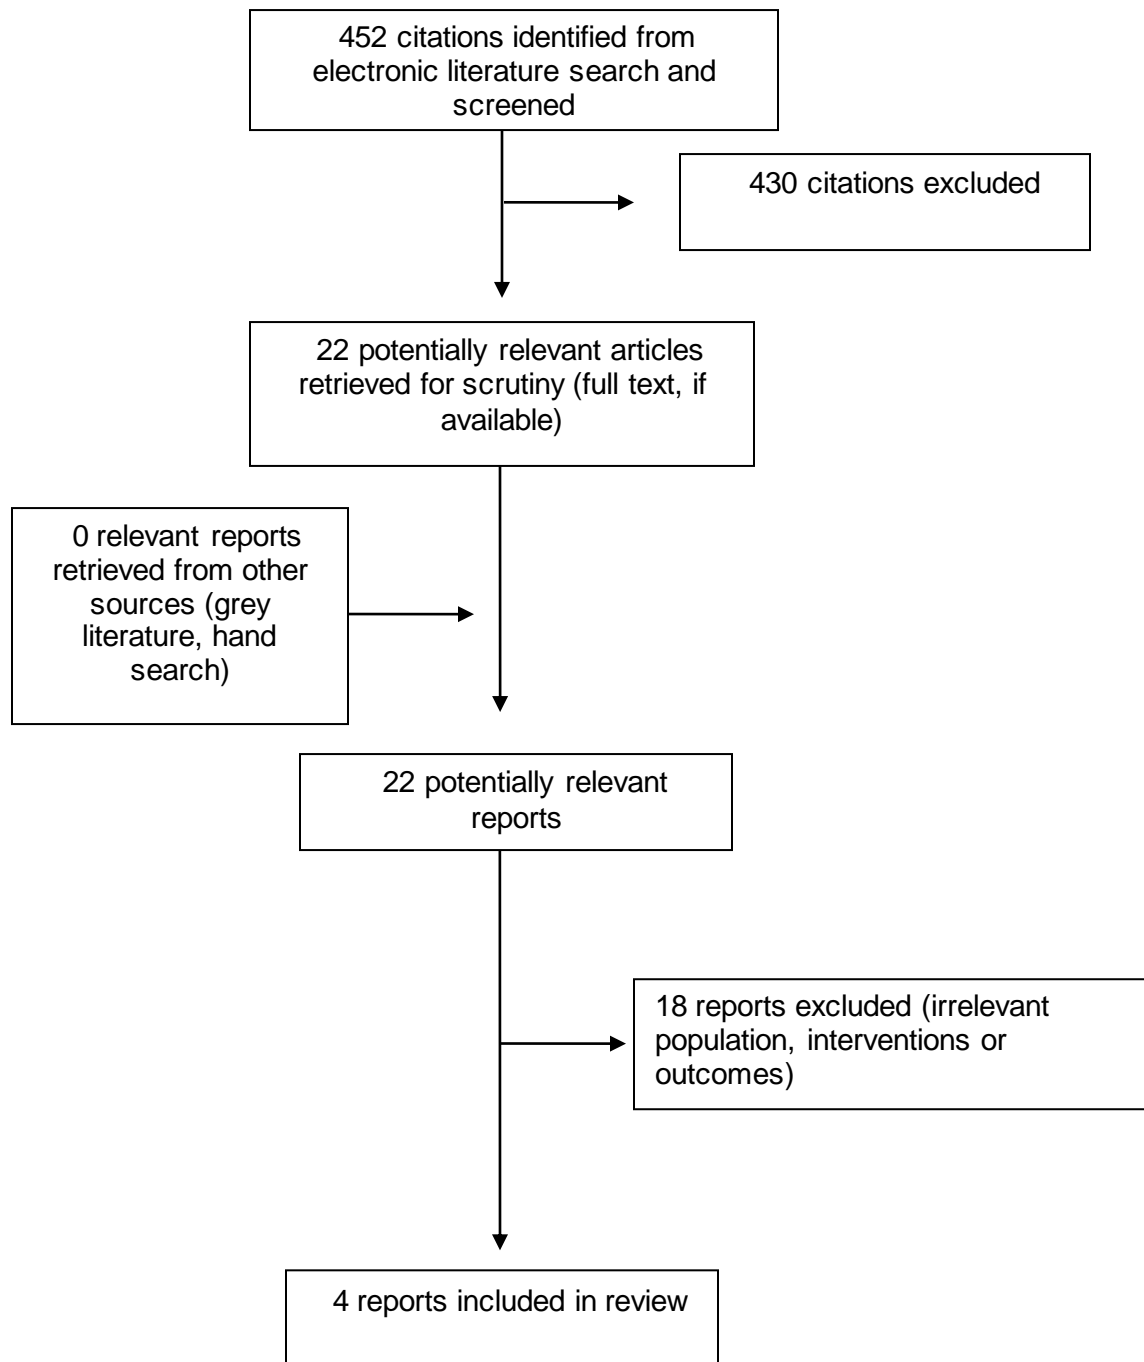 452 citations identified from
electronic literature search and
screened
430 citations excluded
22 potentially relevant articles
retrieved for scrutiny (full text, if
available)
0 relevant reports
retrieved from other
sources (grey
literature, hand
search)
22 potentially relevant
reports
18 reports excluded (irrelevant
population, interventions or
outcomes)
4 reports included in review